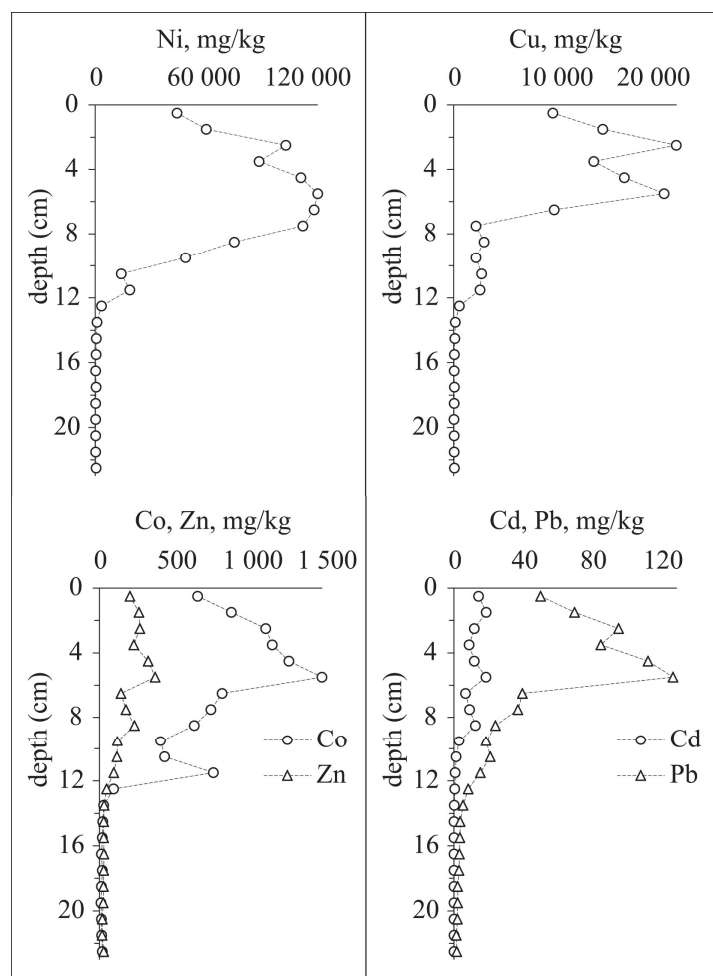 Ni, mg/kg
0 60 000 120 000
0
4
8
12
16
20
depth (cm)
Cu, mg/kg
0 10 000 20 000
0
4
8
12
16
20
depth (cm)
Co, Zn, mg/kg
0 500 1 000 1 500
0
4
8
12
16
20
depth (cm)
Co
Zn
Cd, Pb, mg/kg
0 40 80 120
0
4
8
12
16
20
depth (cm)
Cd
Pb